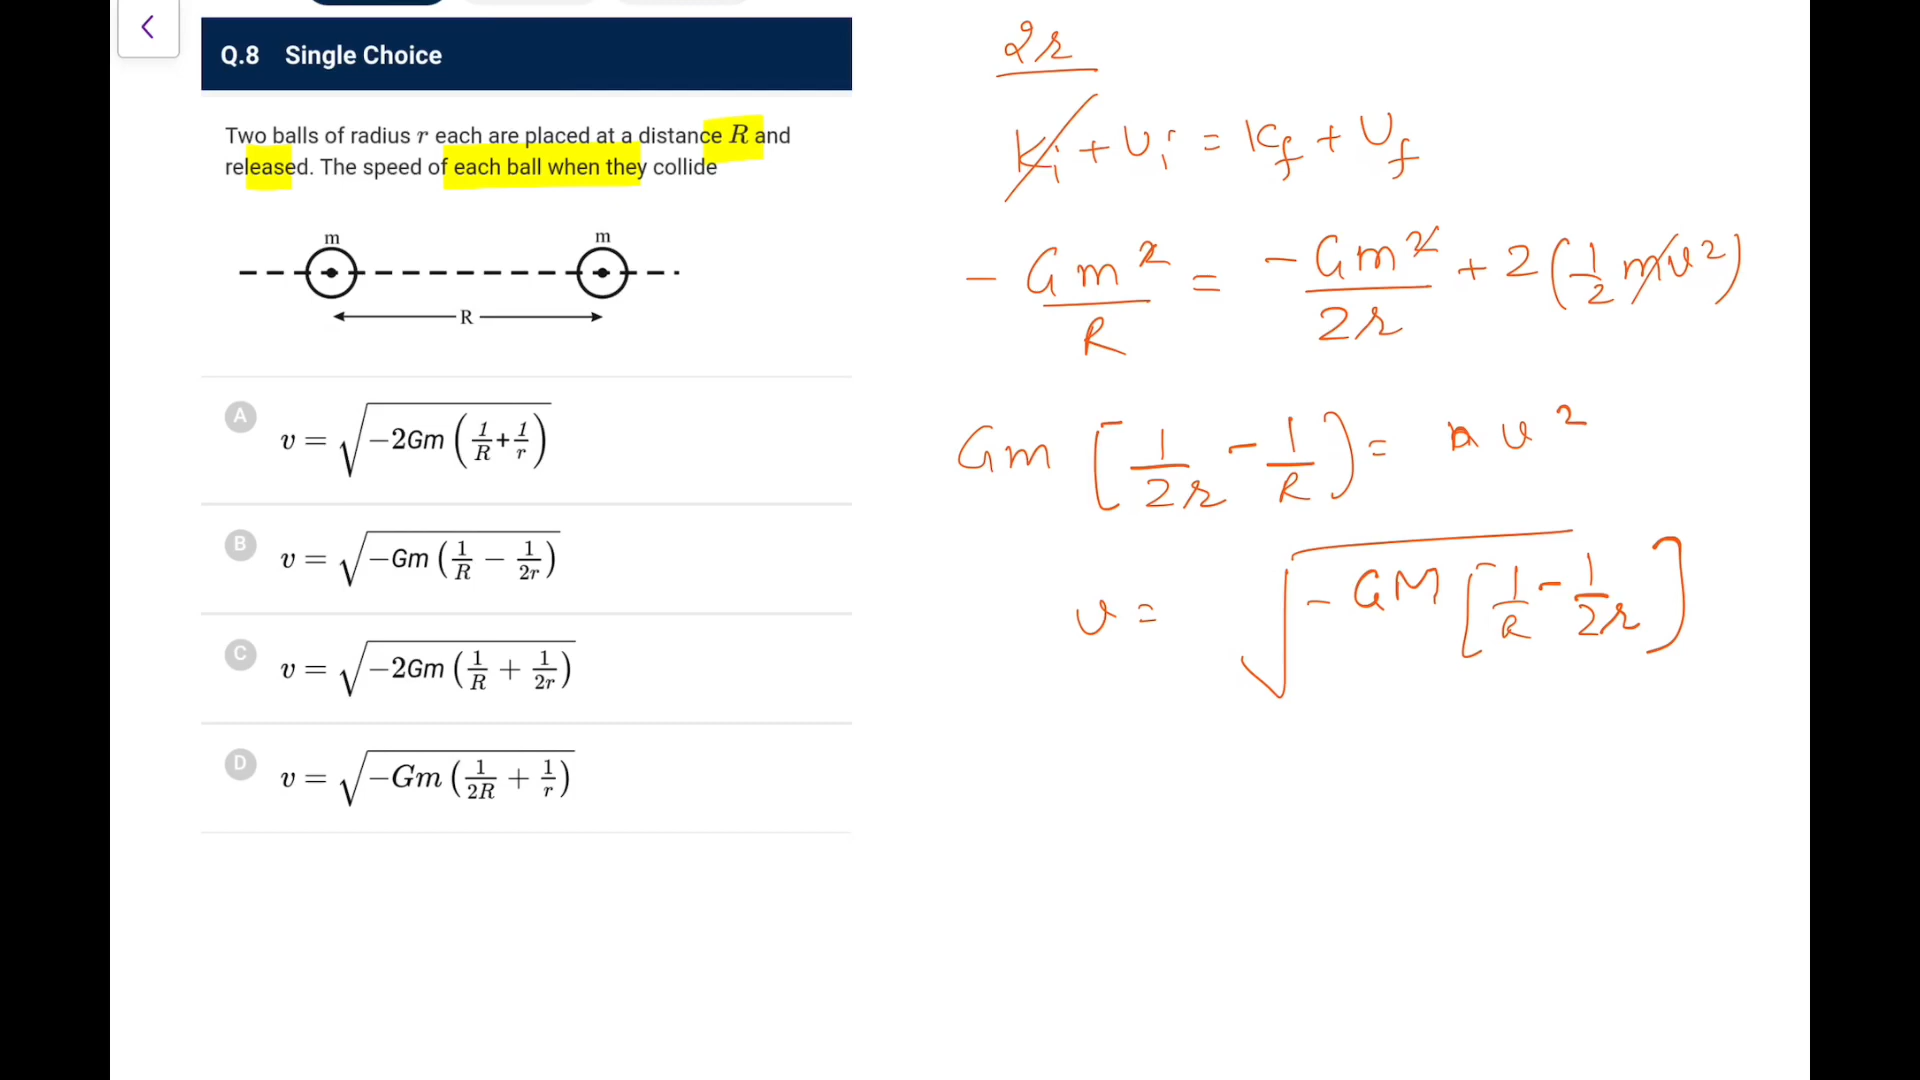 Q.8 Single Choice
Two balls of radius r each are placed at a distance R and
released. The speed of each ball when they collide
m m
R
A v = √(−2Gm (1/R + 1/r))
B v = √(−Gm (1/R − 1/2r))
C v = √(−2Gm (1/R + 1/2r))
D v = √(−Gm (1/2R + 1/r))
2r
Ki + Ui = Kf + Uf
- Gm²/R = - Gm²/2r + 2(1/2 mv²)
Gm [1/2r - 1/R] = v²
v = √(- GM [1/R - 1/2r])